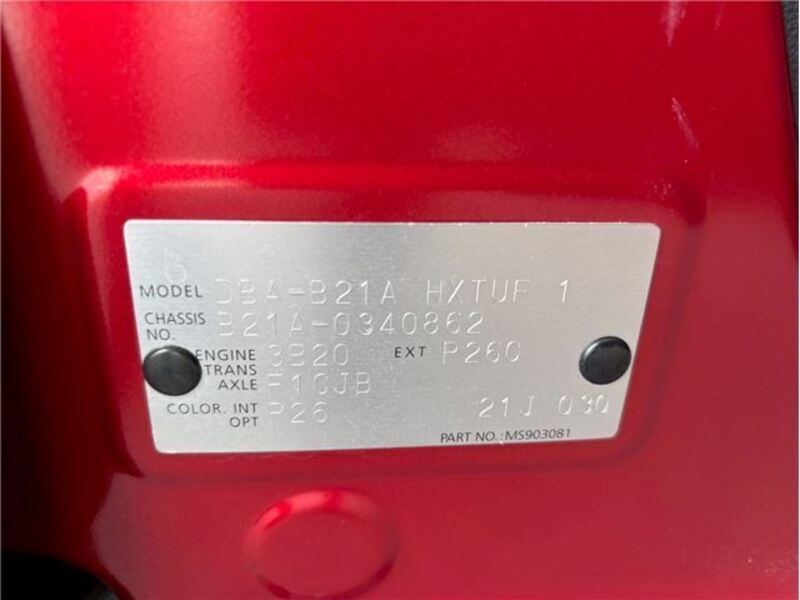 MODEL DBA-B21A HXTUF 1
CHASSIS NO. B21A-0340862
ENGINE 3B20 EXT P26C
TRANS AXLE F1CJB
COLOR. INT OPT P26 21J 030
PART NO.: MS903081